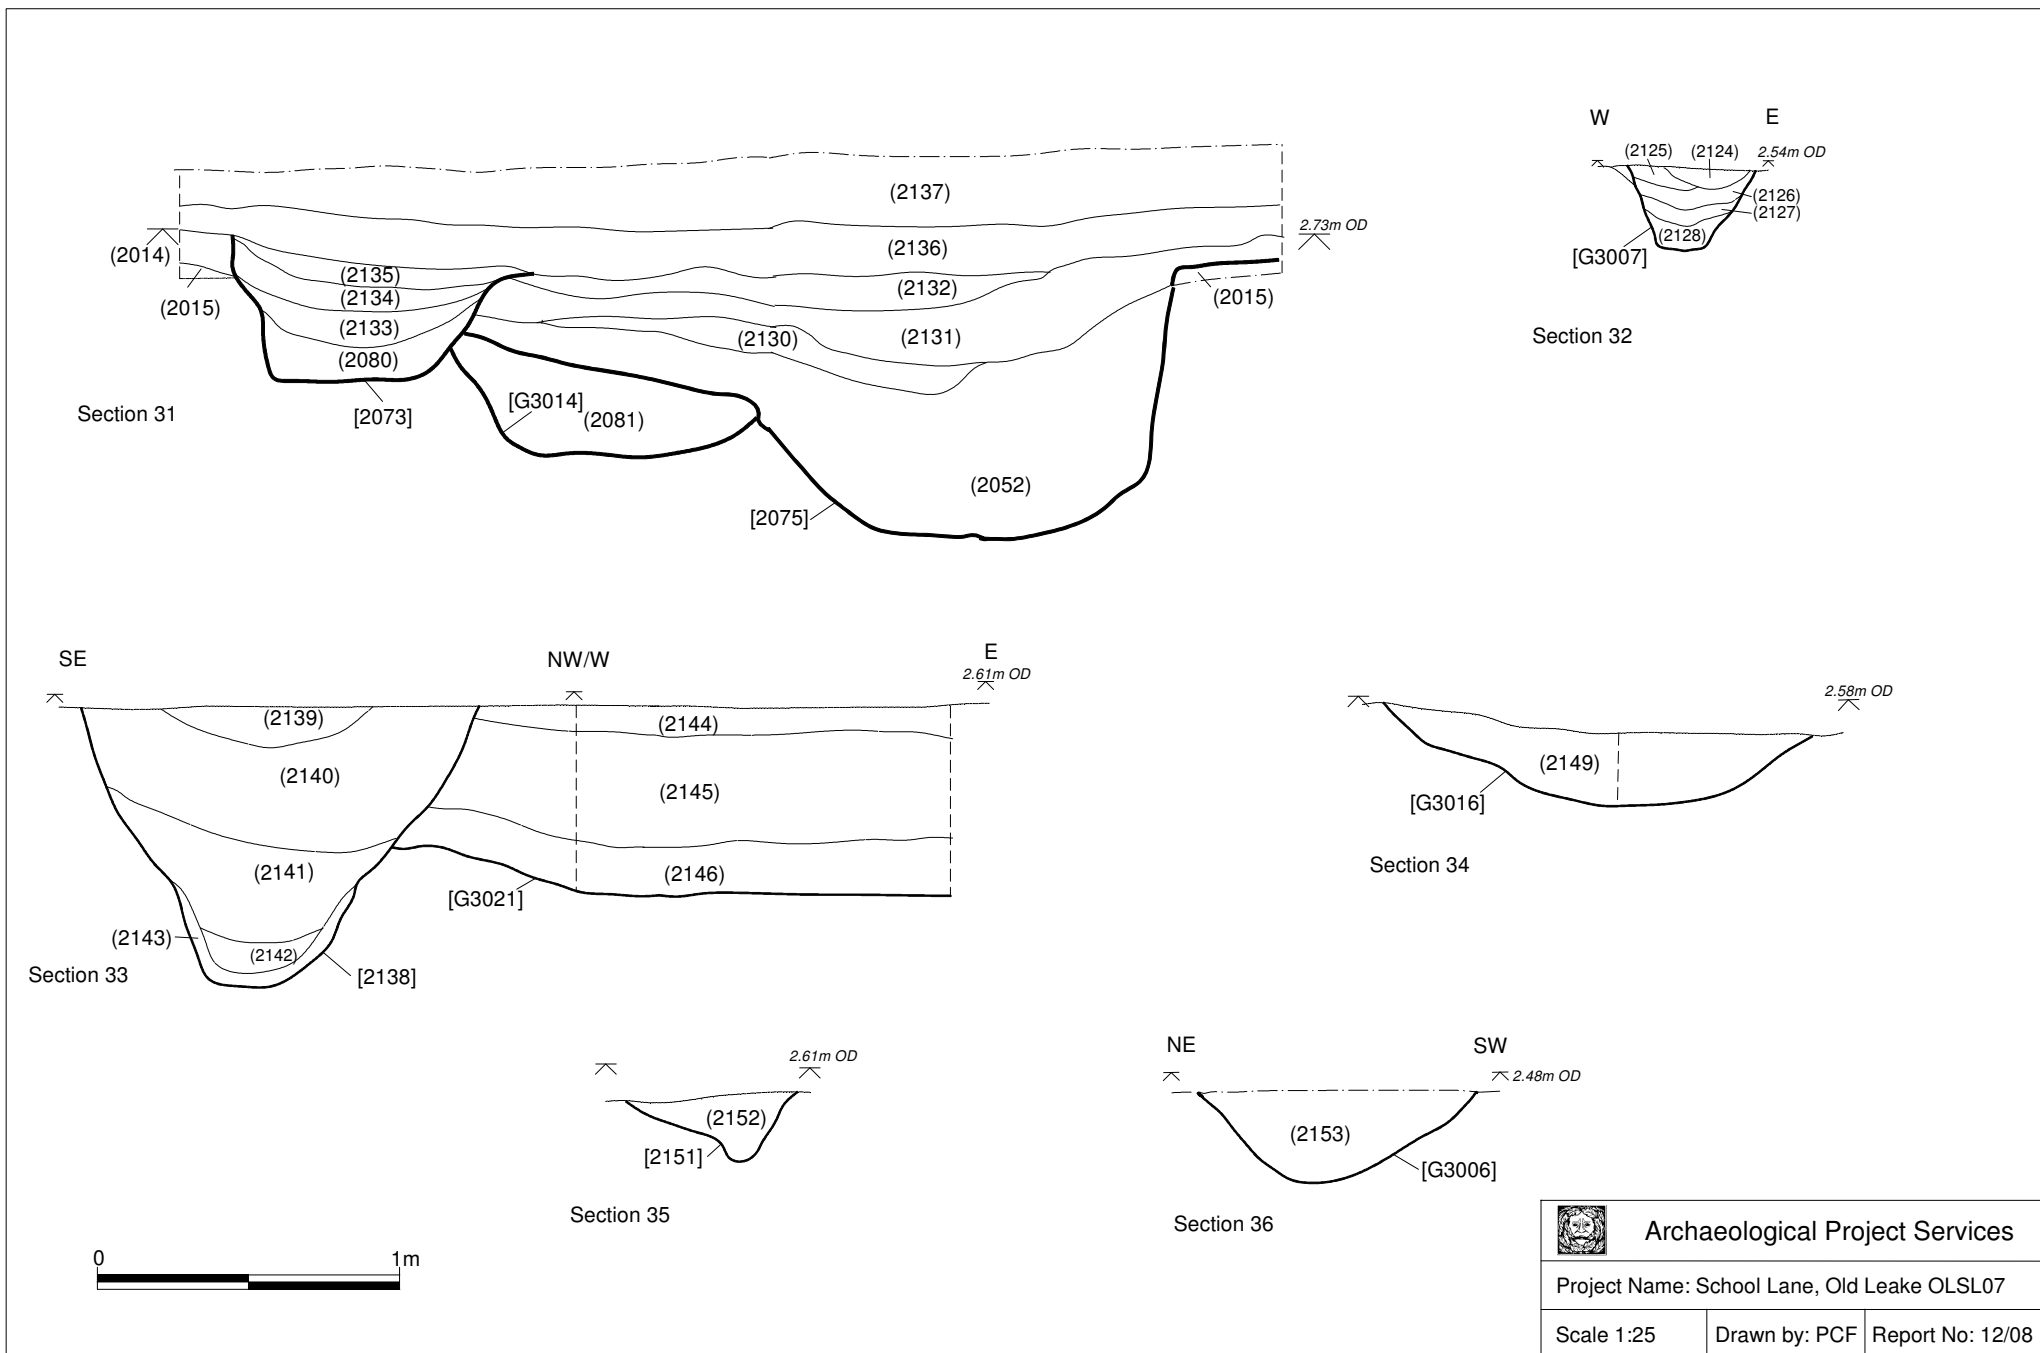 W E
(2125) (2124) 2.54m OD
(2137)
(2126)
(2127)
2.73m OD
(2136)
(2128)
(2014)
[G3007]
(2135)
(2132)
(2134)
(2015)
(2015)
(2133)
(2130)
(2131)
Section 32
(2080)
[G3014]
Section 31
[2073]
(2081)
(2052)
[2075]
SE NW/W E
2.61m OD
2.58m OD
(2139)
(2144)
(2140)
(2149)
(2145)
[G3016]
Section 34
(2141)
(2146)
[G3021]
(2143)
(2142)
Section 33
[2138]
NE SW
2.61m OD
2.48m OD
(2152)
(2153)
[2151]
[G3006]
Section 35
Section 36
0 1m
Archaeological Project Services
Project Name: School Lane, Old Leake OLSL07
Scale 1:25 Drawn by: PCF Report No: 12/08